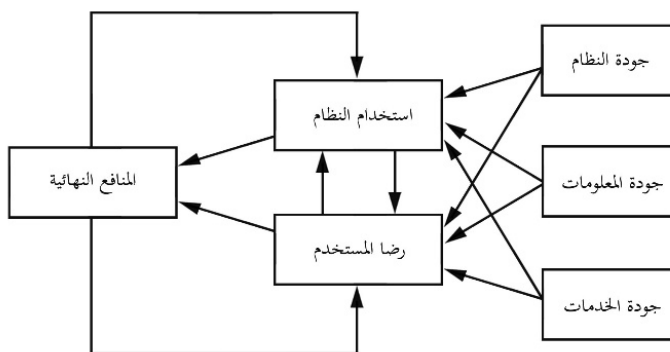 جودة النظام
استخدام النظام
جودة المعلومات
المنافع النهائية
رضا المستخدم
جودة الخدمات